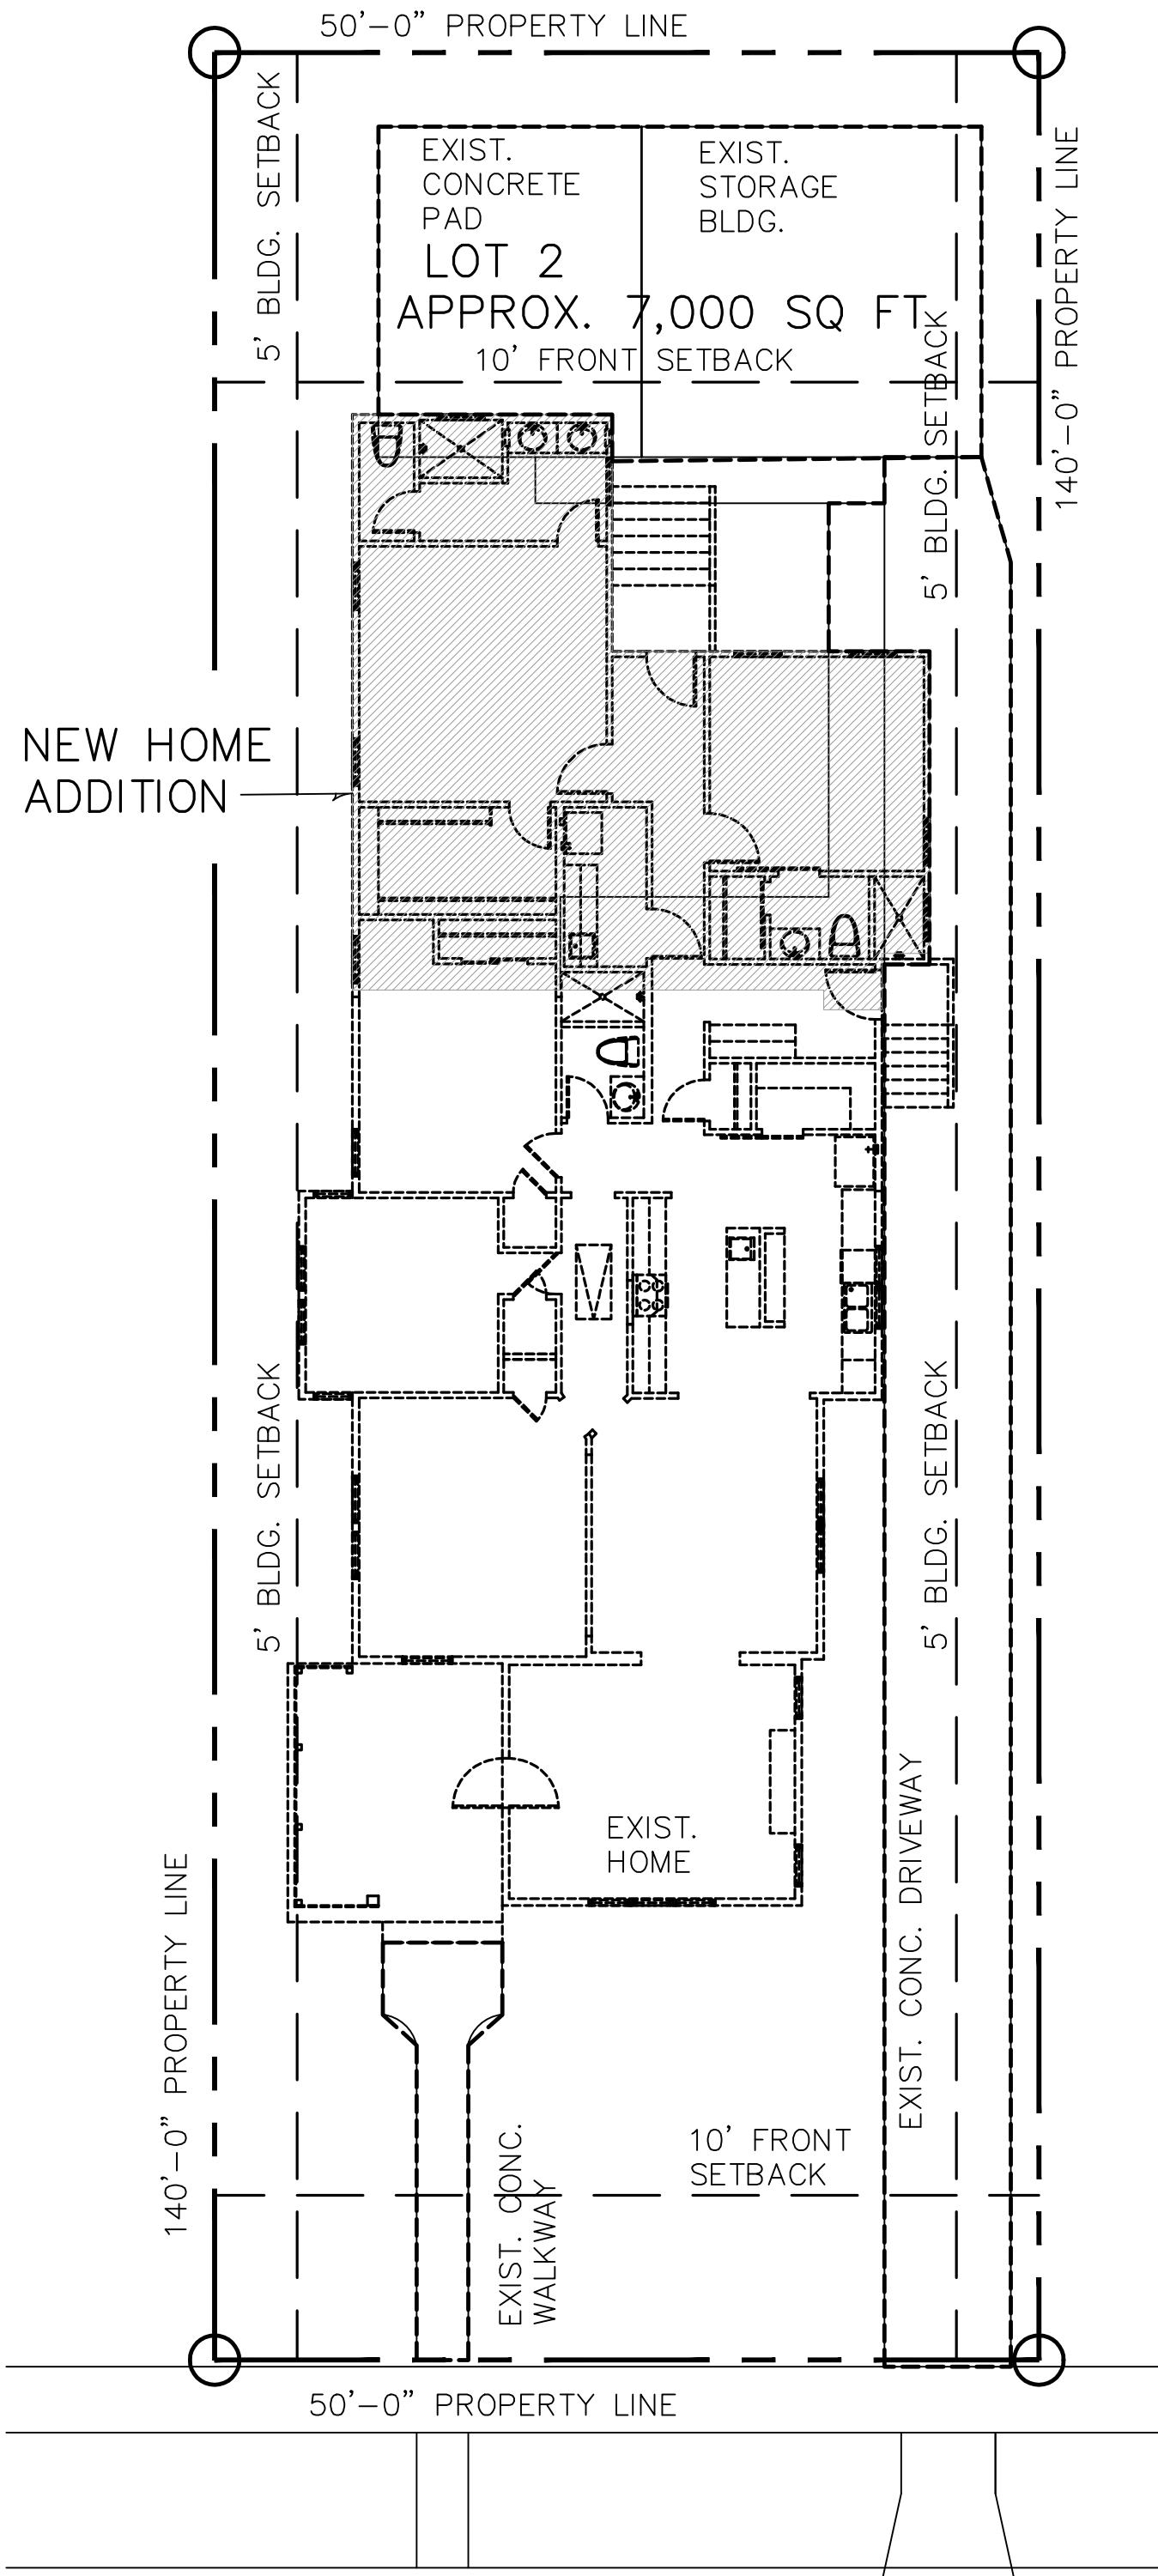 50'-0" PROPERTY LINE
5' BLDG. SETBACK
EXIST.
CONCRETE
PAD
EXIST.
STORAGE
BLDG.
140'-0" PROPERTY LINE
LOT 2
APPROX. 7,000 SQ FT
10' FRONT SETBACK
5' BLDG. SETBACK
NEW HOME
ADDITION
5' BLDG. SETBACK
5' BLDG. SETBACK
EXIST.
HOME
EXIST. CONC. DRIVEWAY
140'-0" PROPERTY LINE
10' FRONT
SETBACK
EXIST. CONC.
WALKWAY
50'-0" PROPERTY LINE